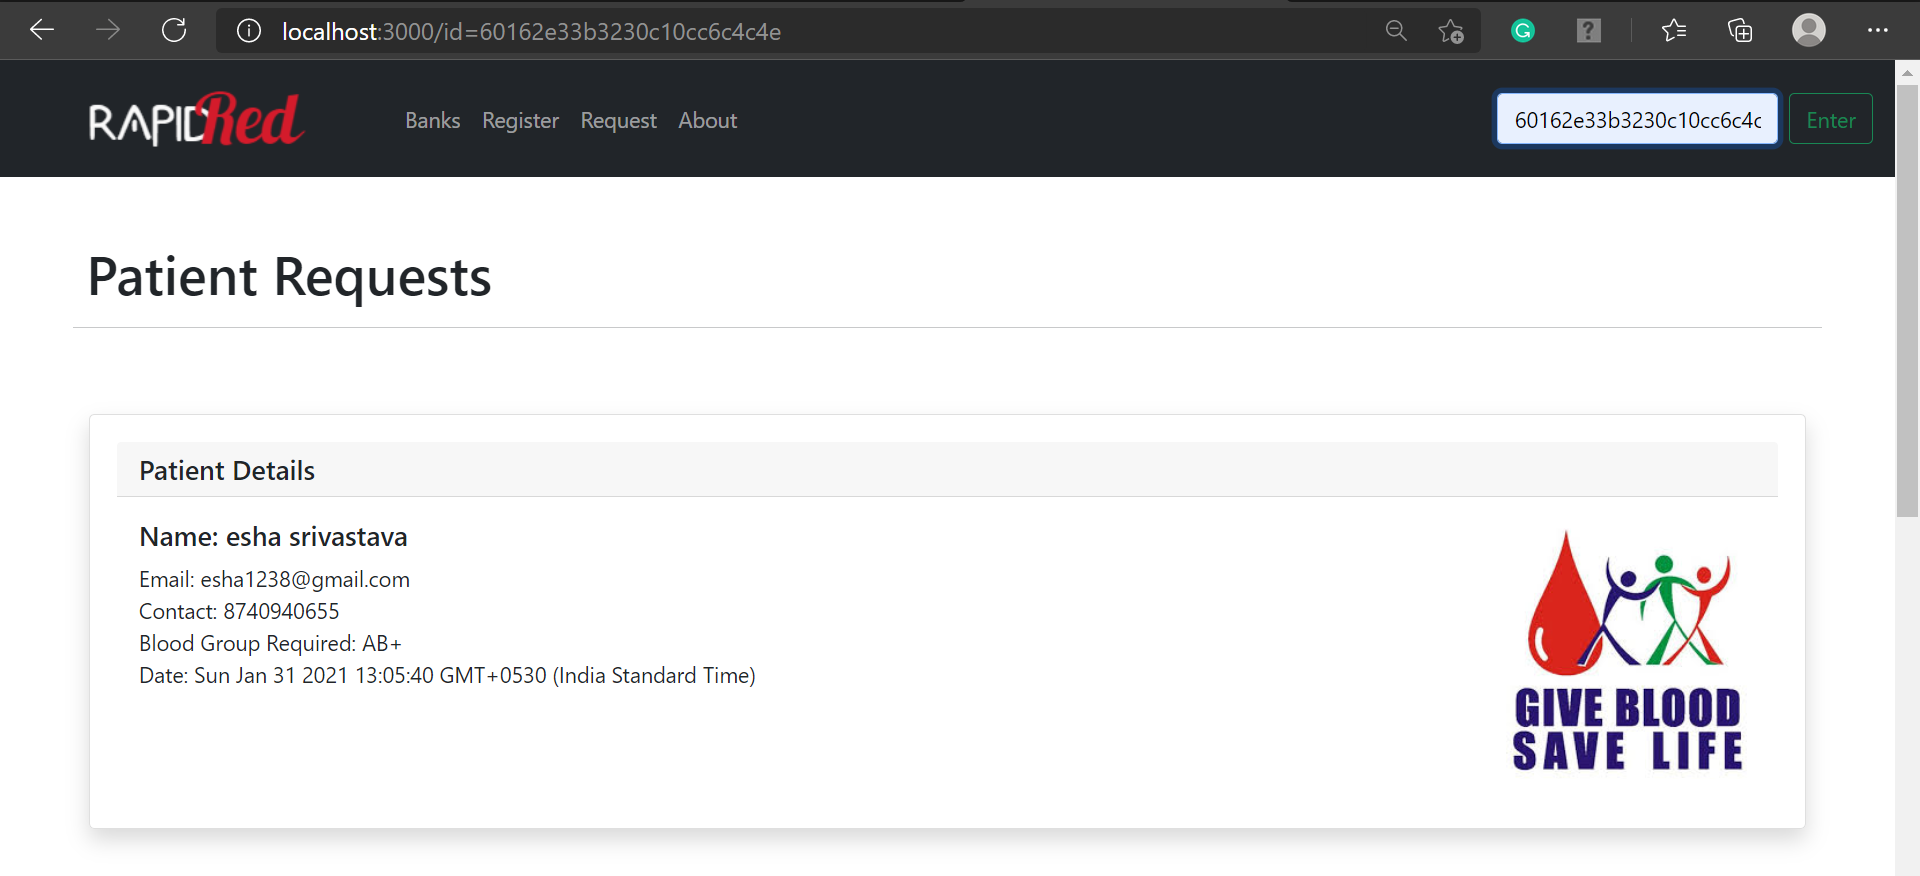 localhost:3000/id=60162e33b3230c10cc6c4c4e
RAPID Red
Banks Register Request About
60162e33b3230c10cc6c4c
Enter
Patient Requests
Patient Details
Name: esha srivastava
Email: esha1238@gmail.com
Contact: 8740940655
Blood Group Required: AB+
Date: Sun Jan 31 2021 13:05:40 GMT+0530 (India Standard Time)
GIVE BLOOD
SAVE LIFE